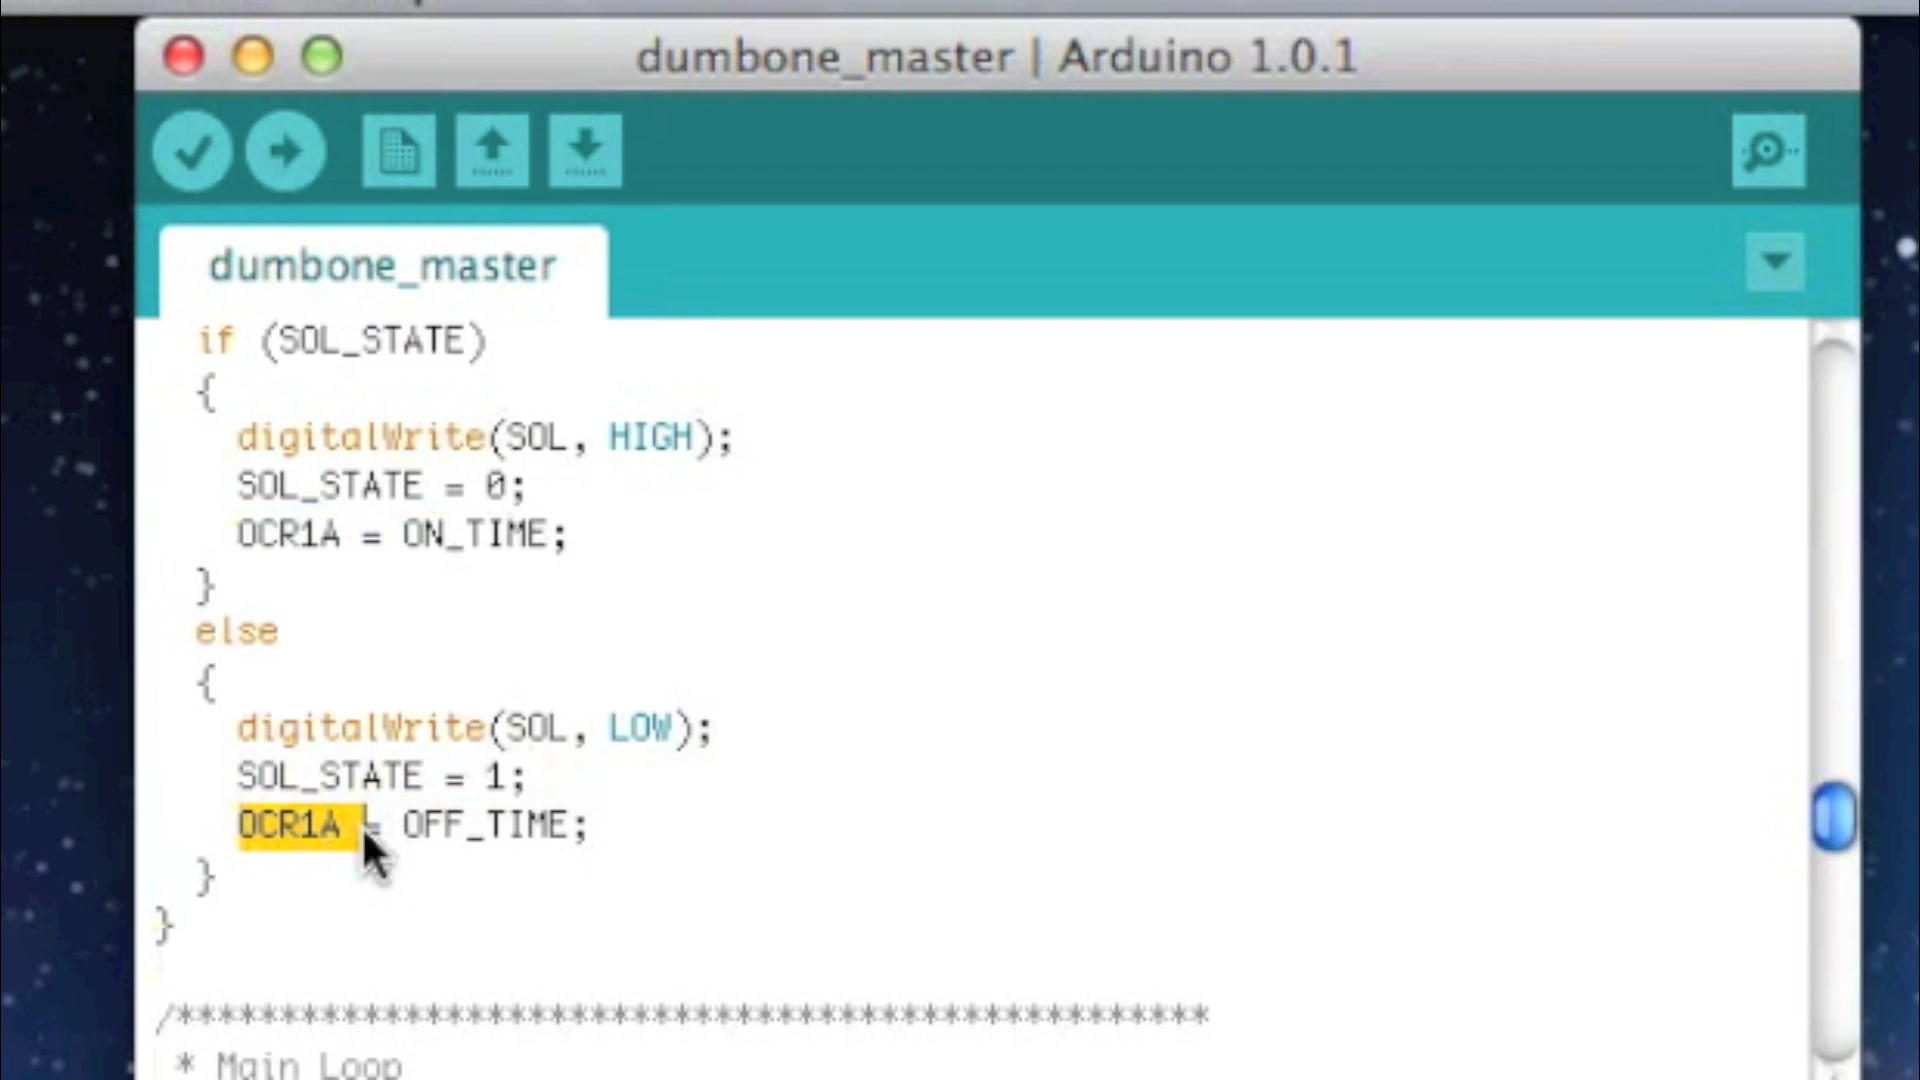 dumbone_master | Arduino 1.0.1
dumbone_master
if (SOL_STATE)
{
digitalWrite(SOL, HIGH);
SOL_STATE = 0;
OCR1A = ON_TIME;
}
else
{
digitalWrite(SOL, LOW);
SOL_STATE = 1;
OCR1A = OFF_TIME;
}
}
/**************************************************
* Main Loop